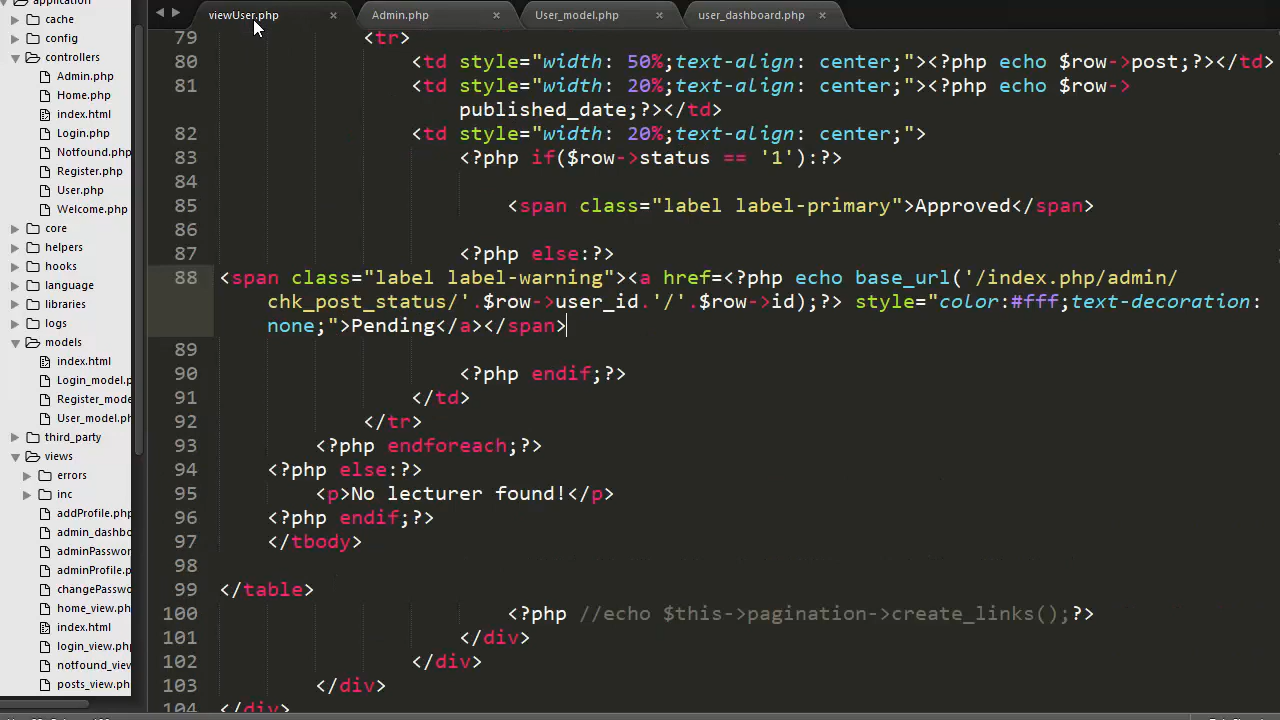 application
cache
config
controllers
Admin.php
Home.php
index.html
Login.php
Notfound.php
Register.php
User.php
Welcome.php
core
helpers
hooks
language
libraries
logs
models
index.html
Login_model.p
Register_mode
User_model.ph
third_party
views
errors
inc
addProfile.php
admin_dashbo
adminPasswor
adminProfile.p
changePasswo
home_view.ph
index.html
login_view.ph
notfound_view
posts_view.ph
viewUser.php × Admin.php × User_model.php × user_dashboard.php ×
79 <tr>
80 <td style="width: 50%;text-align: center;"><?php echo $row->post;?></td>
81 <td style="width: 20%;text-align: center;"><?php echo $row->
published_date;?></td>
82 <td style="width: 20%;text-align: center;">
83 <?php if($row->status == '1'):?>
84
85 <span class="label label-primary">Approved</span>
86
87 <?php else:?>
88 <span class="label label-warning"><a href=<?php echo base_url('/index.php/admin/
chk_post_status/'.$row->user_id.'/'.$row->id);?> style="color:#fff;text-decoration:
none;">Pending</a></span>
89
90 <?php endif;?>
91 </td>
92 </tr>
93 <?php endforeach;?>
94 <?php else:?>
95 <p>No lecturer found!</p>
96 <?php endif;?>
97 </tbody>
98
99 </table>
100 <?php //echo $this->pagination->create_links();?>
101 </div>
102 </div>
103 </div>
104 </div>